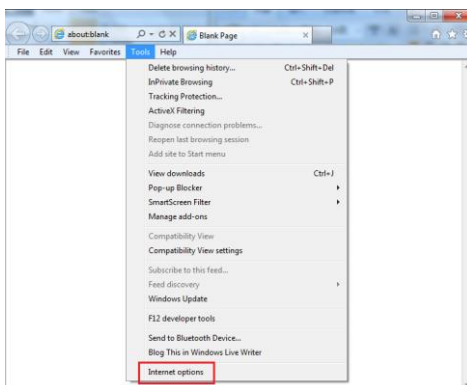 about:blank
Blank Page
File Edit View Favorites Tools Help
Delete browsing history... Ctrl+Shift+Del
InPrivate Browsing Ctrl+Shift+P
Tracking Protection...
ActiveX Filtering
Diagnose connection problems...
Reopen last browsing session
Add site to Start menu
View downloads Ctrl+J
Pop-up Blocker
SmartScreen Filter
Manage add-ons
Compatibility View
Compatibility View settings
Subscribe to this feed...
Feed discovery
Windows Update
F12 developer tools
Send to Bluetooth Device...
Blog This in Windows Live Writer
Internet options